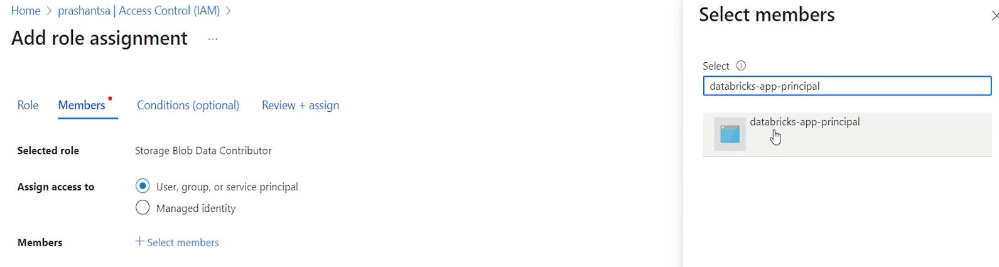 Home > prashantsa | Access Control (IAM) >
Add role assignment ...
Role Members Conditions (optional) Review + assign
Selected role Storage Blob Data Contributor
Assign access to User, group, or service principal
Managed identity
Members + Select members
Select members
Select
databricks-app-principal
databricks-app-principal